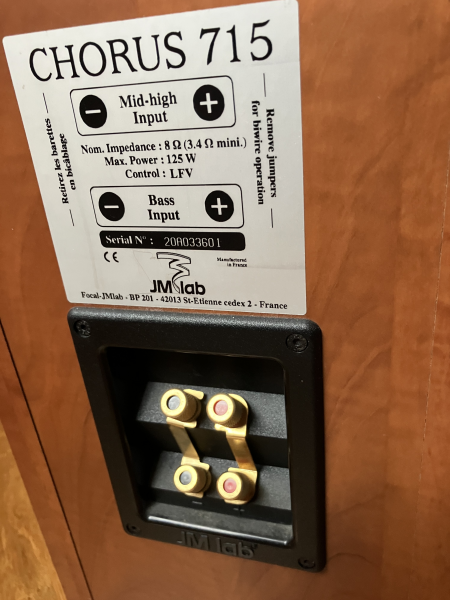 CHORUS 715
Retirez les barettes
en bicâblage
− Mid-high +
Input
Remove jumpers
for biwire operation
Nom. Impedance : 8 Ω (3.4 Ω mini.)
Max. Power : 125 W
Control : LFV
− Bass +
Input
Serial N° : 20A033601
CE
Manufactured
in France
JMlab
Focal-JMlab - BP 201 - 42013 St-Etienne cedex 2 - France
− +
JMlab